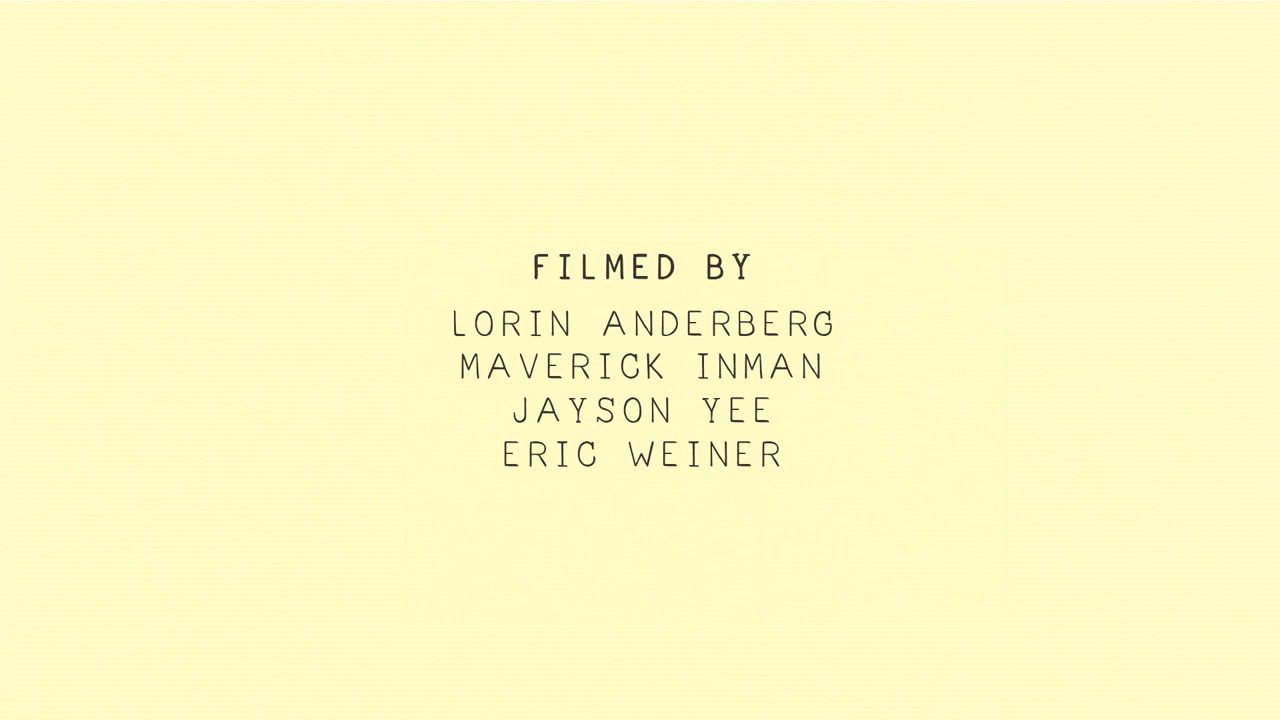 FILMED BY
LORIN ANDERBERG
MAVERICK INMAN
JAYSON YEE
ERIC WEINER